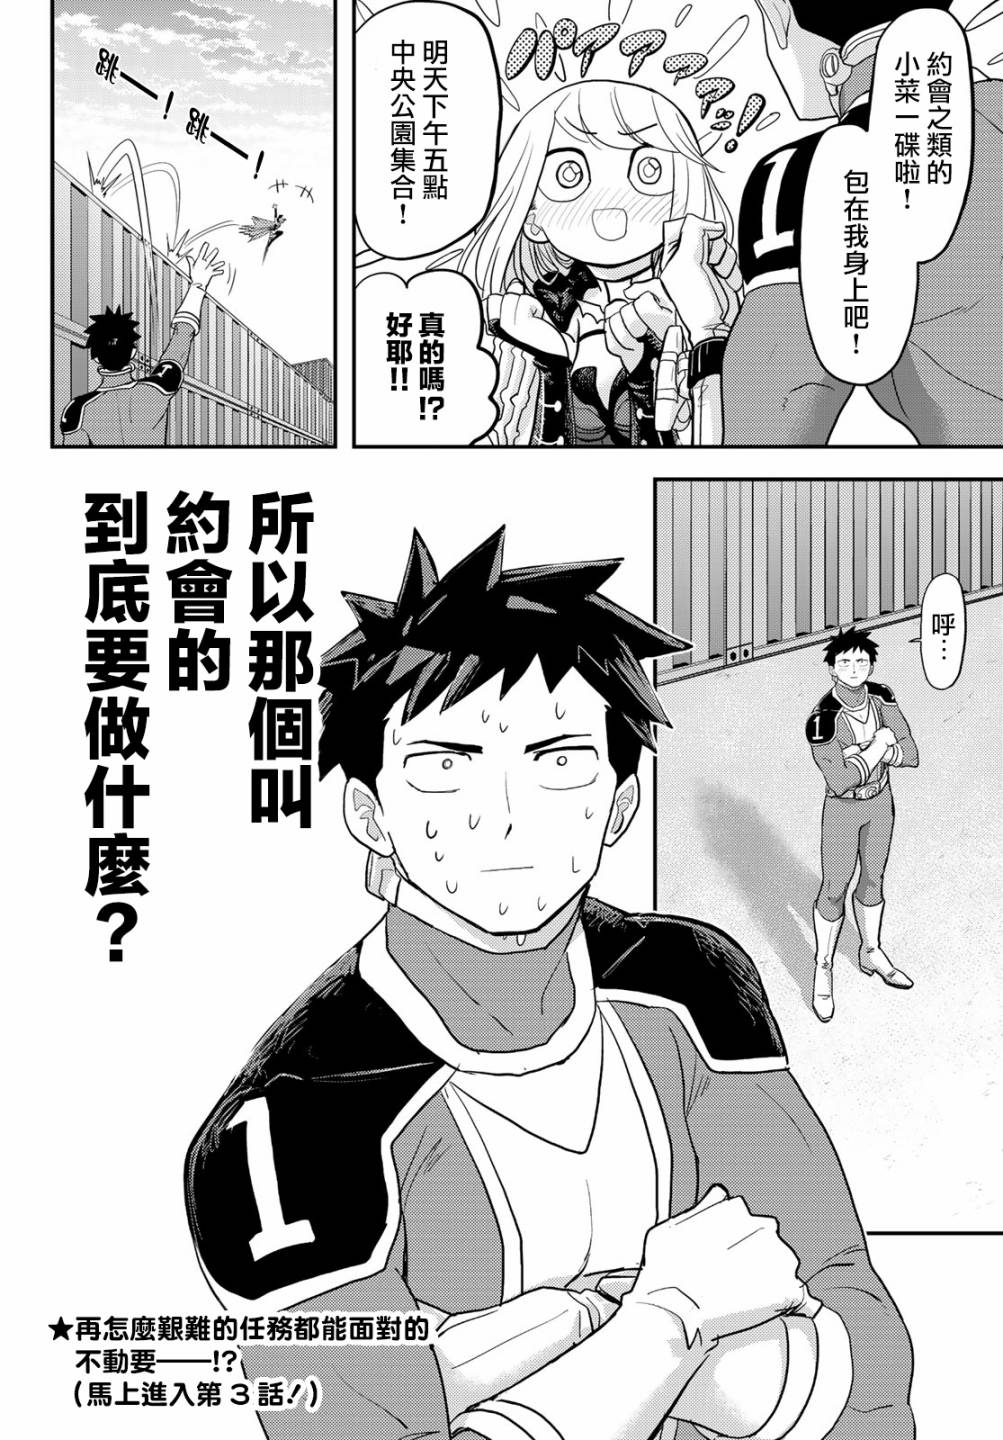 約會之類的
小菜一碟啦！
包在我身上吧！
パイアァァ！
明天下午五點
中央公園集合！
真的嗎!?
好耶!!
跳——！
跳——！
呼…
所以那個叫
約會的
到底要做什麼？
★再怎麼艱難的任務都能面對的
不動要——!?
（馬上進入第３話！）